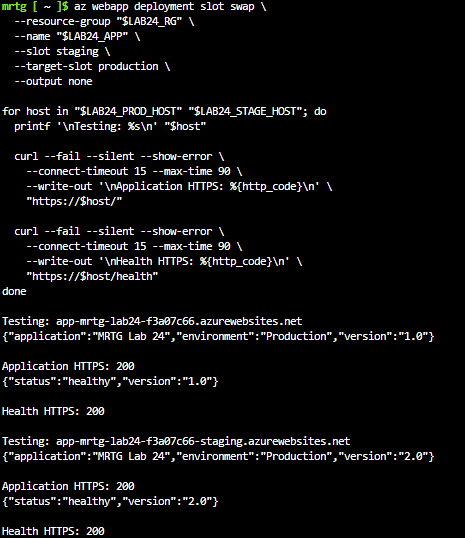 mrtg [ ~ ]$ az webapp deployment slot swap \
--resource-group "$LAB24_RG" \
--name "$LAB24_APP" \
--slot staging \
--target-slot production \
--output none
for host in "$LAB24_PROD_HOST" "$LAB24_STAGE_HOST"; do
printf '\nTesting: %s\n' "$host"
curl --fail --silent --show-error \
--connect-timeout 15 --max-time 90 \
--write-out '\nApplication HTTPS: %{http_code}\n' \
"https://$host/"
curl --fail --silent --show-error \
--connect-timeout 15 --max-time 90 \
--write-out '\nHealth HTTPS: %{http_code}\n' \
"https://$host/health"
done
Testing: app-mrtg-lab24-f3a07c66.azurewebsites.net
{"application":"MRTG Lab 24","environment":"Production","version":"1.0"}
Application HTTPS: 200
{"status":"healthy","version":"1.0"}
Health HTTPS: 200
Testing: app-mrtg-lab24-f3a07c66-staging.azurewebsites.net
{"application":"MRTG Lab 24","environment":"Production","version":"2.0"}
Application HTTPS: 200
{"status":"healthy","version":"2.0"}
Health HTTPS: 200